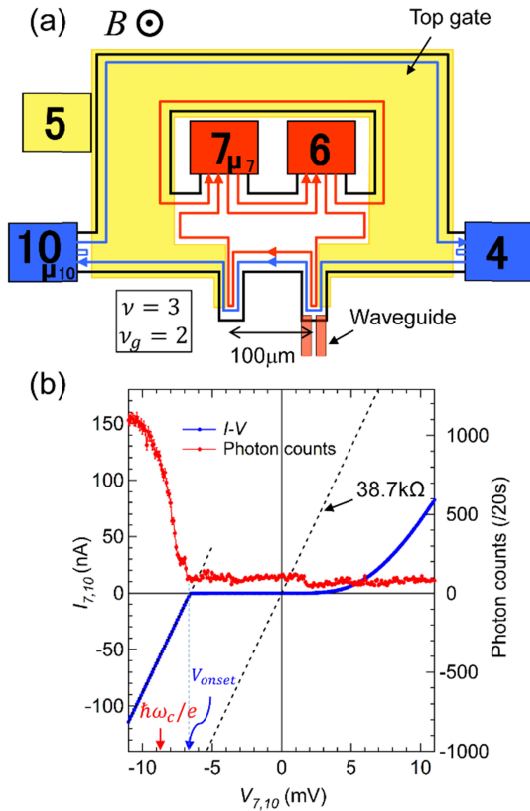 (a)
B
Top gate
5
7
μ7
6
10
μ10
4
ν = 3
νg = 2
100μm
Waveguide
(b)
I-V
Photon counts
38.7kΩ
150
100
50
0
-50
-100
I7,10 (nA)
1000
500
0
-500
-1000
Photon counts (/20s)
Vonset
ħωc/e
-10 -5 0 5 10
V7,10 (mV)